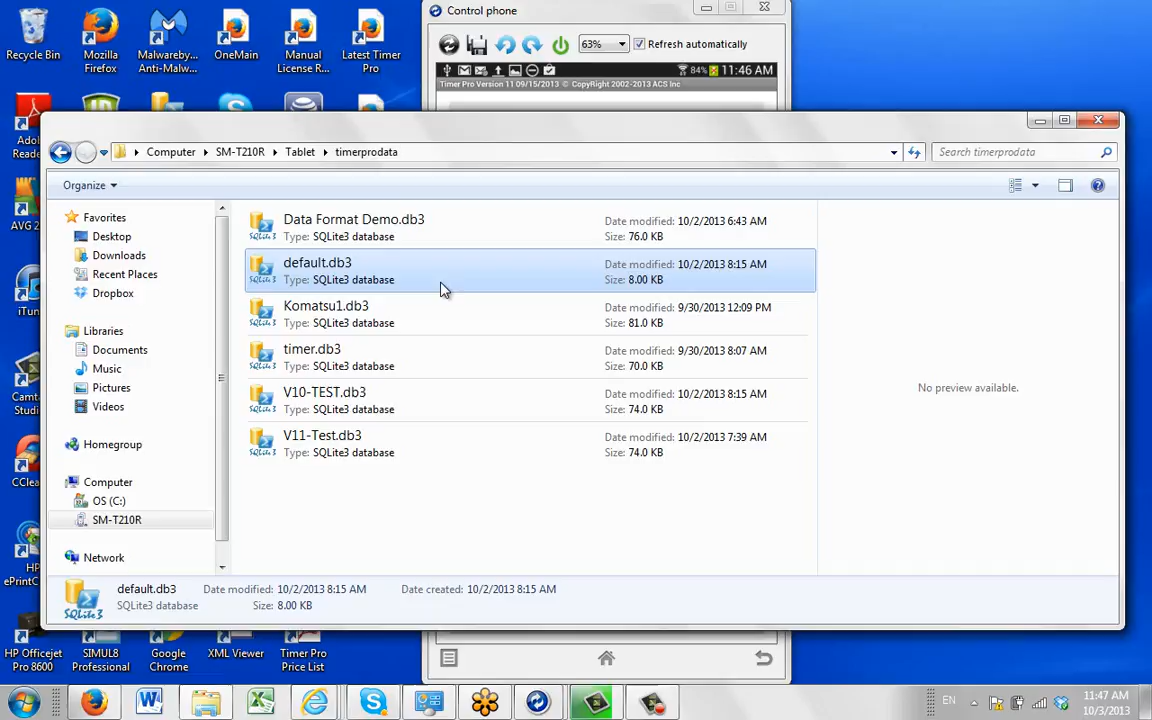 Recycle Bin
Mozilla
Firefox
Malwareby...
Anti-Malw...
OneMain
Manual
License R...
Latest Timer
Pro
Control phone
63%
Refresh automatically
84%
11:46 AM
Timer Pro Version 11 09/15/2013 © CopyRight 2002-2013 ACS Inc
Computer
SM-T210R
Tablet
timerprodata
Search timerprodata
Organize
Favorites
Desktop
Downloads
Recent Places
Dropbox
Libraries
Documents
Music
Pictures
Videos
Homegroup
Computer
OS (C:)
SM-T210R
Network
Data Format Demo.db3
Type: SQLite3 database
Date modified: 10/2/2013 6:43 AM
Size: 76.0 KB
default.db3
Type: SQLite3 database
Date modified: 10/2/2013 8:15 AM
Size: 8.00 KB
Komatsu1.db3
Type: SQLite3 database
Date modified: 9/30/2013 12:09 PM
Size: 81.0 KB
timer.db3
Type: SQLite3 database
Date modified: 9/30/2013 8:07 AM
Size: 70.0 KB
V10-TEST.db3
Type: SQLite3 database
Date modified: 10/2/2013 8:15 AM
Size: 74.0 KB
V11-Test.db3
Type: SQLite3 database
Date modified: 10/2/2013 7:39 AM
Size: 74.0 KB
No preview available.
SQLite3
default.db3
Date modified: 10/2/2013 8:15 AM
Date created: 10/2/2013 8:15 AM
SQLite3 database
Size: 8.00 KB
Adob
Reade
AVG 2
iTun
Camta
Studi
CClea
HP
ePrintC
HP Officejet
Pro 8600
SIMUL8
Professional
Google
Chrome
XML Viewer
Timer Pro
Price List
EN
11:47 AM
10/3/2013